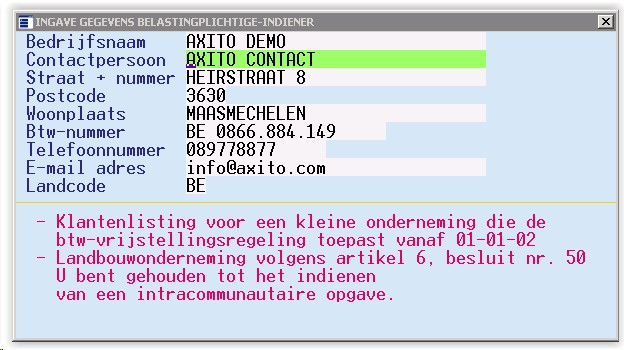 INGAVE GEGEVENS BELASTINGPLICHTIGE-INDIENER
Bedrijfsnaam AXITO DEMO
Contactpersoon AXITO CONTACT
Straat + nummer HEIRSTRAAT 8
Postcode 3630
Woonplaats MAASMECHELEN
Btw-nummer BE 0866.884.149
Telefoonnummer 089778877
E-mail adres info@axito.com
Landcode BE
- Klantenlisting voor een kleine onderneming die de
btw-vrijstellingsregeling toepast vanaf 01-01-02
- Landbouwonderneming volgens artikel 6, besluit nr. 50
U bent gehouden tot het indienen
van een intracommunautaire opgave.